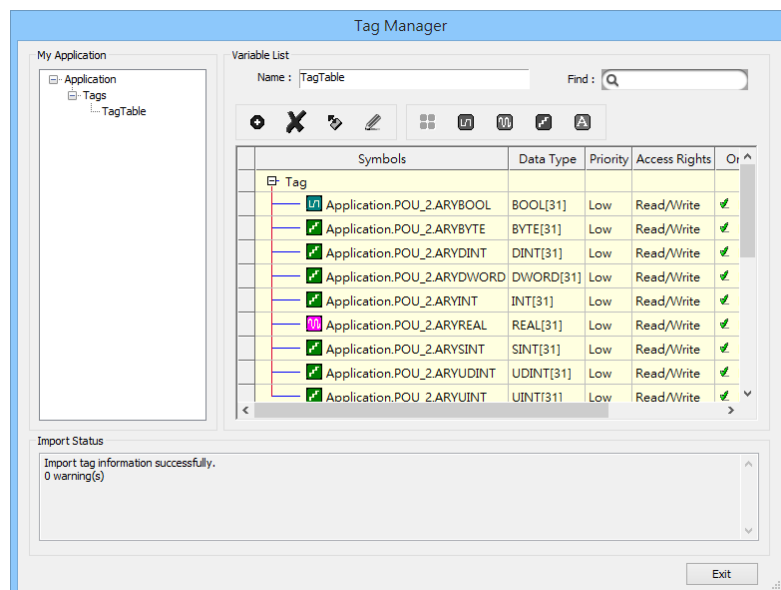 Tag Manager
My Application
Application
Tags
TagTable
Variable List
Name : TagTable
Find :
A
Symbols Data Type Priority Access Rights Or
Tag
Application.POU_2.ARYBOOL BOOL[31] Low Read/Write
Application.POU_2.ARYBYTE BYTE[31] Low Read/Write
Application.POU_2.ARYDINT DINT[31] Low Read/Write
Application.POU_2.ARYDWORD DWORD[31] Low Read/Write
Application.POU_2.ARYINT INT[31] Low Read/Write
Application.POU_2.ARYREAL REAL[31] Low Read/Write
Application.POU_2.ARYSINT SINT[31] Low Read/Write
Application.POU_2.ARYUDINT UDINT[31] Low Read/Write
Application.POU_2.ARYUINT UINT[31] Low Read/Write
Import Status
Import tag information successfully.
0 warning(s)
Exit